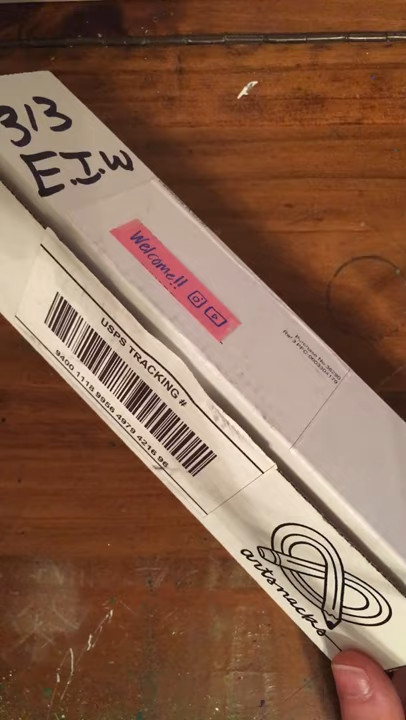 313
E.I.W
Welcome!!
USPS TRACKING #
9400 1118 9956 4979 4216 96
artsnacks